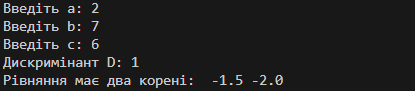 Введіть a: 2
Введіть b: 7
Введіть c: 6
Дискримінант D: 1
Рівняння має два корені:  -1.5 -2.0